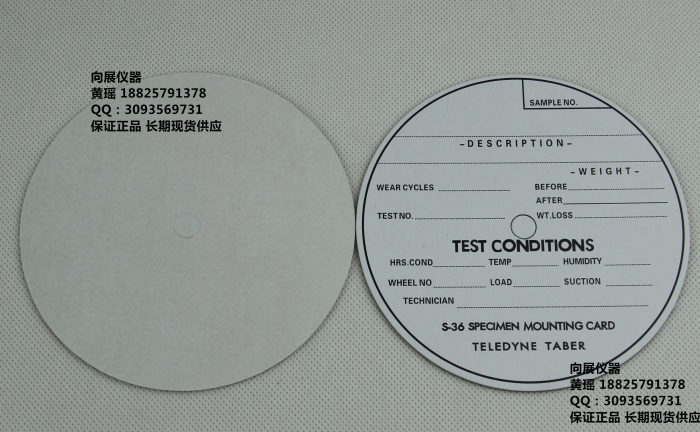 向展仪器
黄瑶 18825791378
QQ：3093569731
保证正品 长期现货供应
SAMPLE NO.
–DESCRIPTION–
–WEIGHT–
WEAR CYCLES BEFORE
AFTER
TEST NO. WT. LOSS
TEST CONDITIONS
HRS. COND TEMP HUMIDITY
WHEEL NO LOAD SUCTION
TECHNICIAN
S-36 SPECIMEN MOUNTING CARD
TELEDYNE TABER
向展仪器
黄瑶 18825791378
QQ：3093569731
保证正品 长期现货供应